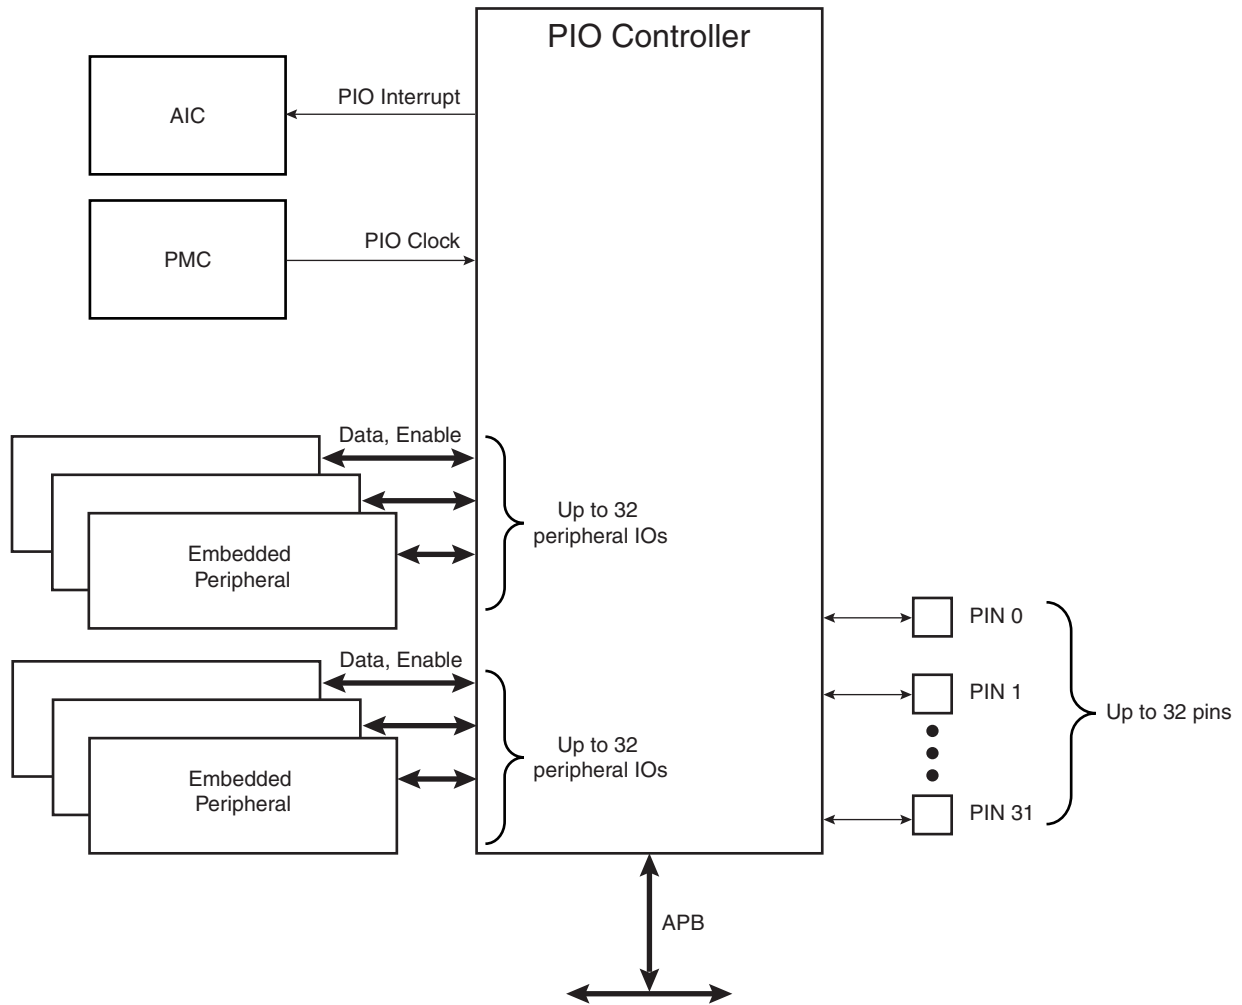 PIO Controller
PIO Interrupt
AIC
PIO Clock
PMC
Data, Enable
Up to 32
peripheral IOs
Embedded
Peripheral
PIN 0
Data, Enable
PIN 1
Up to 32 pins
Up to 32
peripheral IOs
Embedded
Peripheral
PIN 31
APB